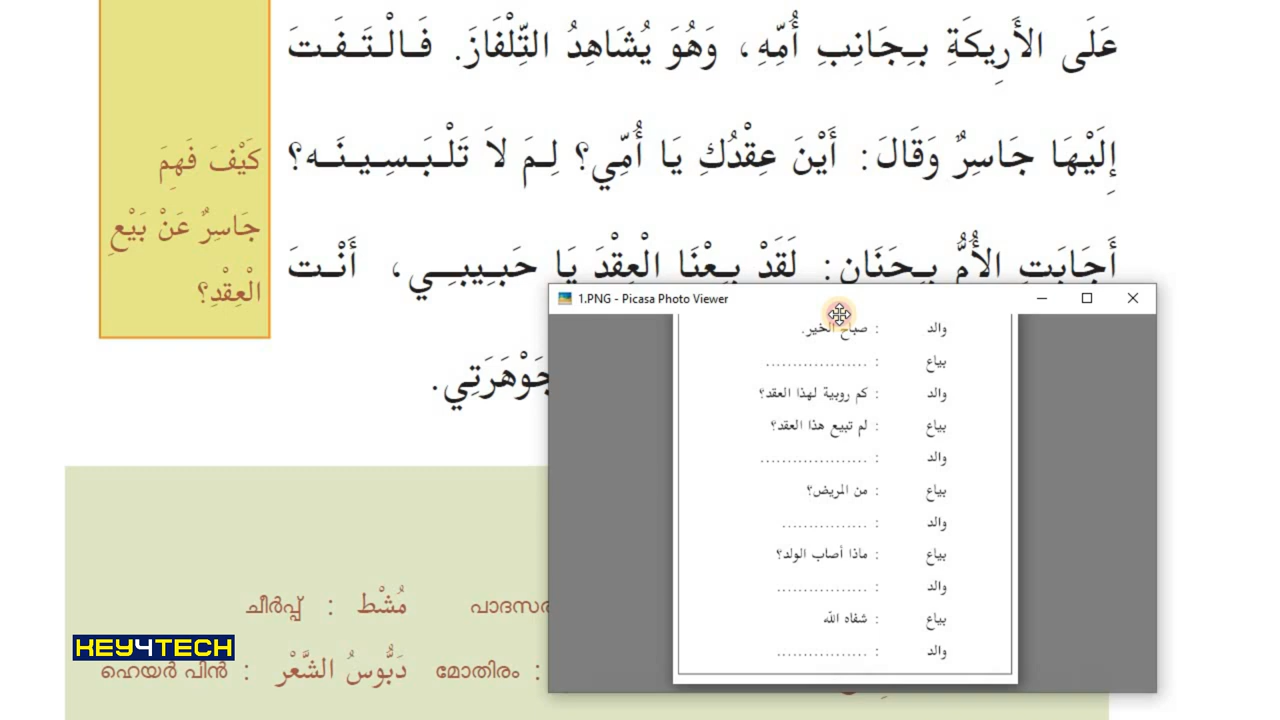 عَلَى الأَرِيكَةِ بِجَانِبِ أُمِّهِ، وَهُوَ يُشَاهِدُ التِّلْفَازَ. فَالْتَفَتَ
إِلَيْهَا جَاسِرٌ وَقَالَ: أَيْنَ عِقْدُكِ يَا أُمِّي؟ لِمَ لاَ تَلْبَسِينَه؟
أَجَابَتِ الأُمُّ بِحَنَانٍ: لَقَدْ بِعْنَا الْعِقْدَ يَا حَبِيبِي، أَنْتَ
جَوْهَرَتِي.
كَيْفَ فَهِمَ
جَاسِرٌ عَنْ بَيْعِ
الْعِقْدِ؟
1.PNG - Picasa Photo Viewer
والد : صباح الخير.
بياع : ..................
والد : كم روبية لهذا العقد؟
بياع : لم تبيع هذا العقد؟
والد : ...................
بياع : من المريض؟
والد : ...............
بياع : ماذا أصاب الولد؟
والد : ................
بياع : شفاه الله
والد : ................
مُشْط : ചീർപ്പ്
دَبُّوسُ الشَّعْر : ഹെയർ പിൻ
മോതിരം :
KEY4TECH